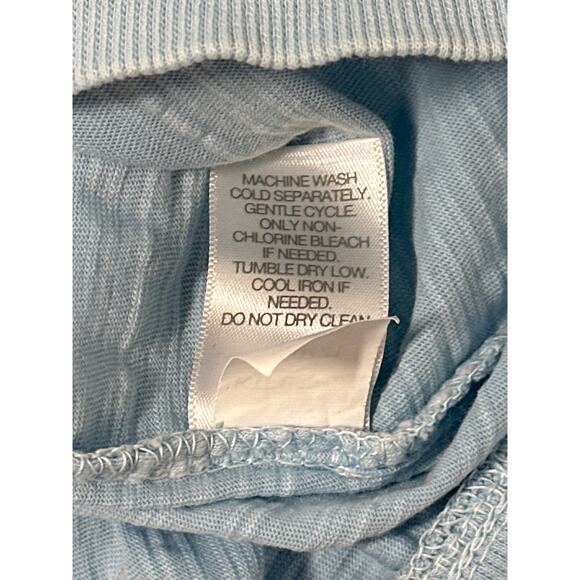 MACHINE WASH
COLD SEPARATELY.
GENTLE CYCLE.
ONLY NON-
CHLORINE BLEACH
IF NEEDED.
TUMBLE DRY LOW.
COOL IRON IF
NEEDED.
DO NOT DRY CLEAN